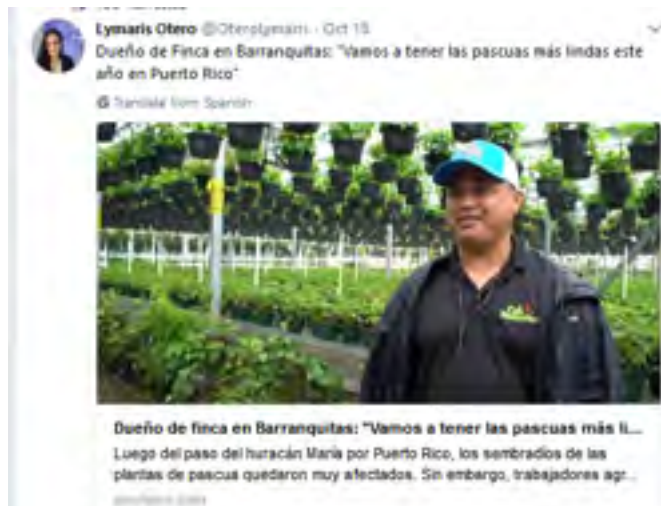 Lymaris Otero @OteroLymaris · Oct 15
Dueño de Finca en Barranquitas: "Vamos a tener las pascuas más lindas este
año en Puerto Rico"
Translate from Spanish
Dueño de finca en Barranquitas: "Vamos a tener las pascuas más li...
Luego del paso del huracán María por Puerto Rico, los sembradíos de las
plantas de pascua quedaron muy afectados. Sin embargo, trabajadores agr...